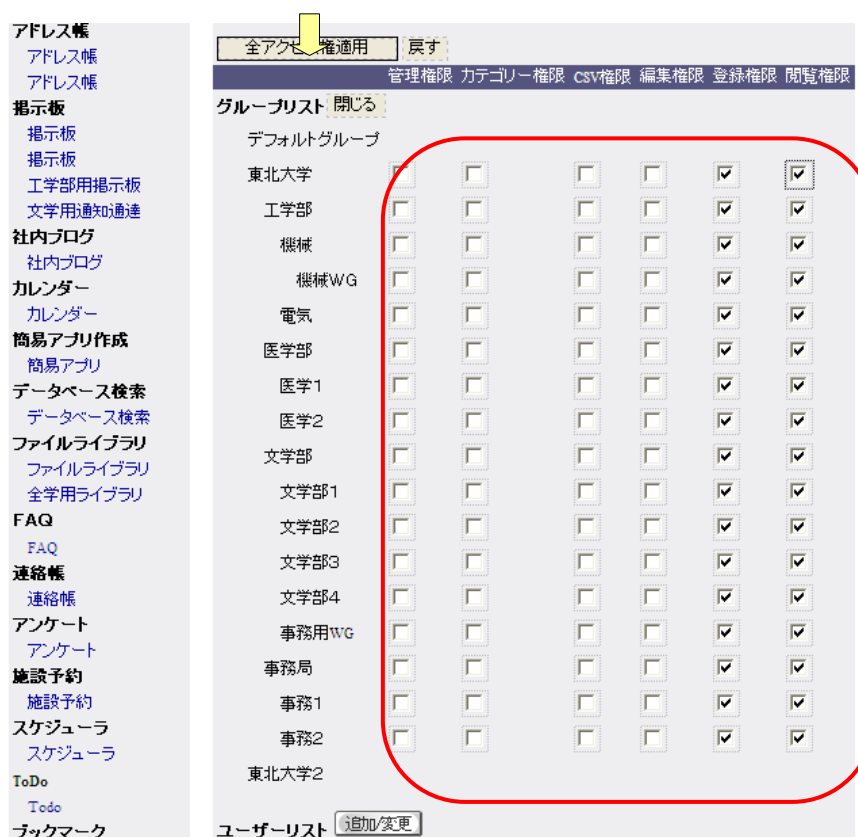 アドレス帳
アドレス帳
アドレス帳
掲示板
掲示板
掲示板
工学部用掲示板
文学用通知通達
社内ブログ
社内ブログ
カレンダー
カレンダー
簡易アプリ作成
簡易アプリ
データベース検索
データベース検索
ファイルライブラリ
ファイルライブラリ
全学用ライブラリ
FAQ
FAQ
連絡帳
連絡帳
アンケート
アンケート
施設予約
施設予約
スケジューラ
スケジューラ
ToDo
Todo
ブックマーク
全アクセス権適用 戻す
管理権限 カテゴリー権限 CSV権限 編集権限 登録権限 閲覧権限
グループリスト 閉じる
デフォルトグループ
東北大学
工学部
機械
機械WG
電気
医学部
医学1
医学2
文学部
文学部1
文学部2
文学部3
文学部4
事務用WG
事務局
事務1
事務2
東北大学2
ユーザーリスト 追加/変更